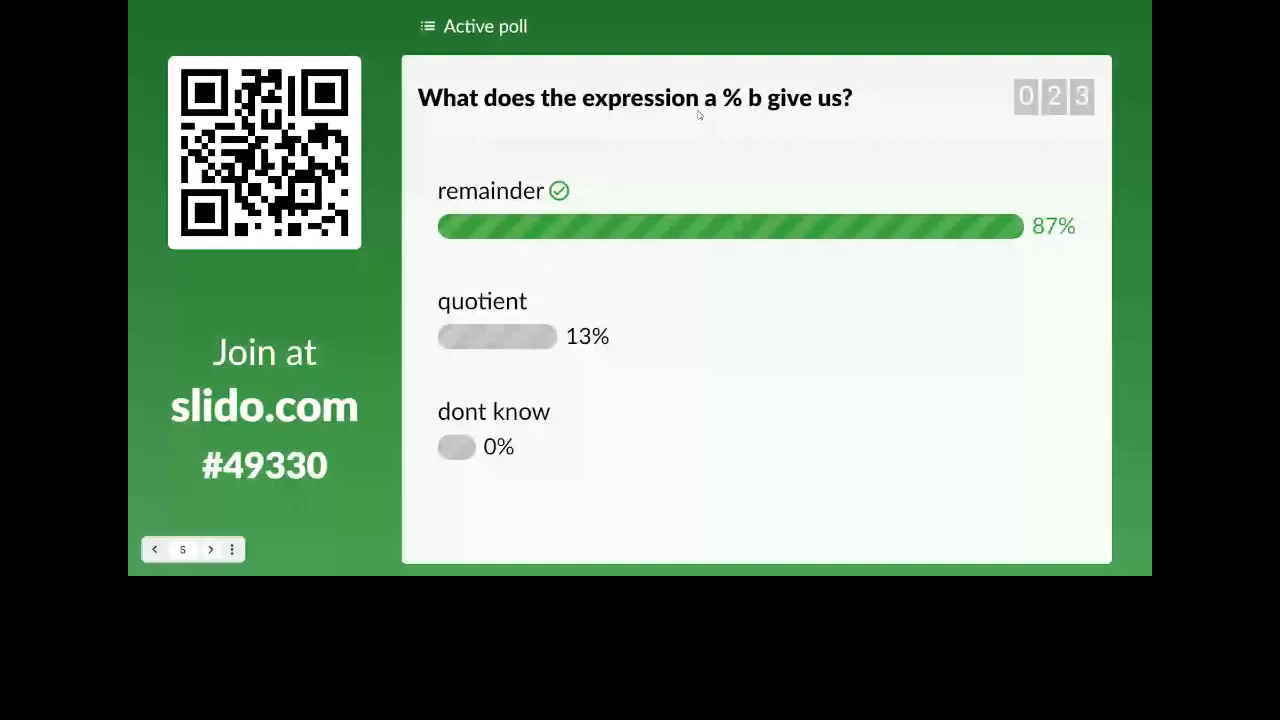 Active poll
What does the expression a % b give us?
023
remainder
87%
quotient
13%
dont know
0%
Join at
slido.com
#49330
5